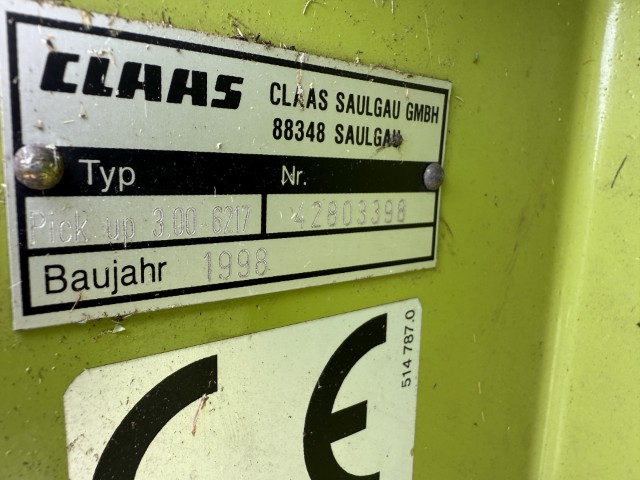 CLAAS
CLAAS SAULGAU GMBH
88348 SAULGAU
Typ Nr.
Pick up 3.00 6217 42803398
Baujahr 1998
CE
514 787.0